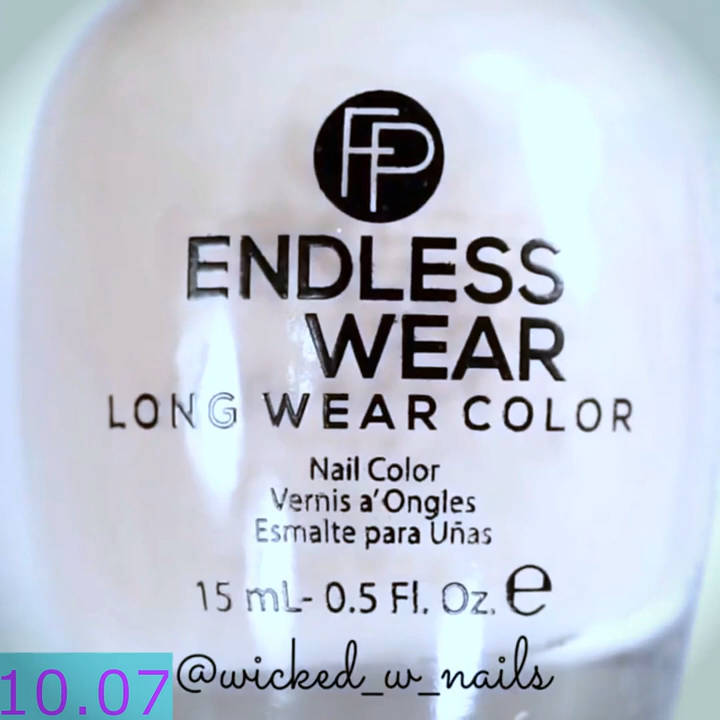 FP
ENDLESS
WEAR
LONG WEAR COLOR
Nail Color
Vernis a'Ongles
Esmalte para Uñas
15 mL- 0.5 Fl. Oz. e
@wicked_w_nails
10.07